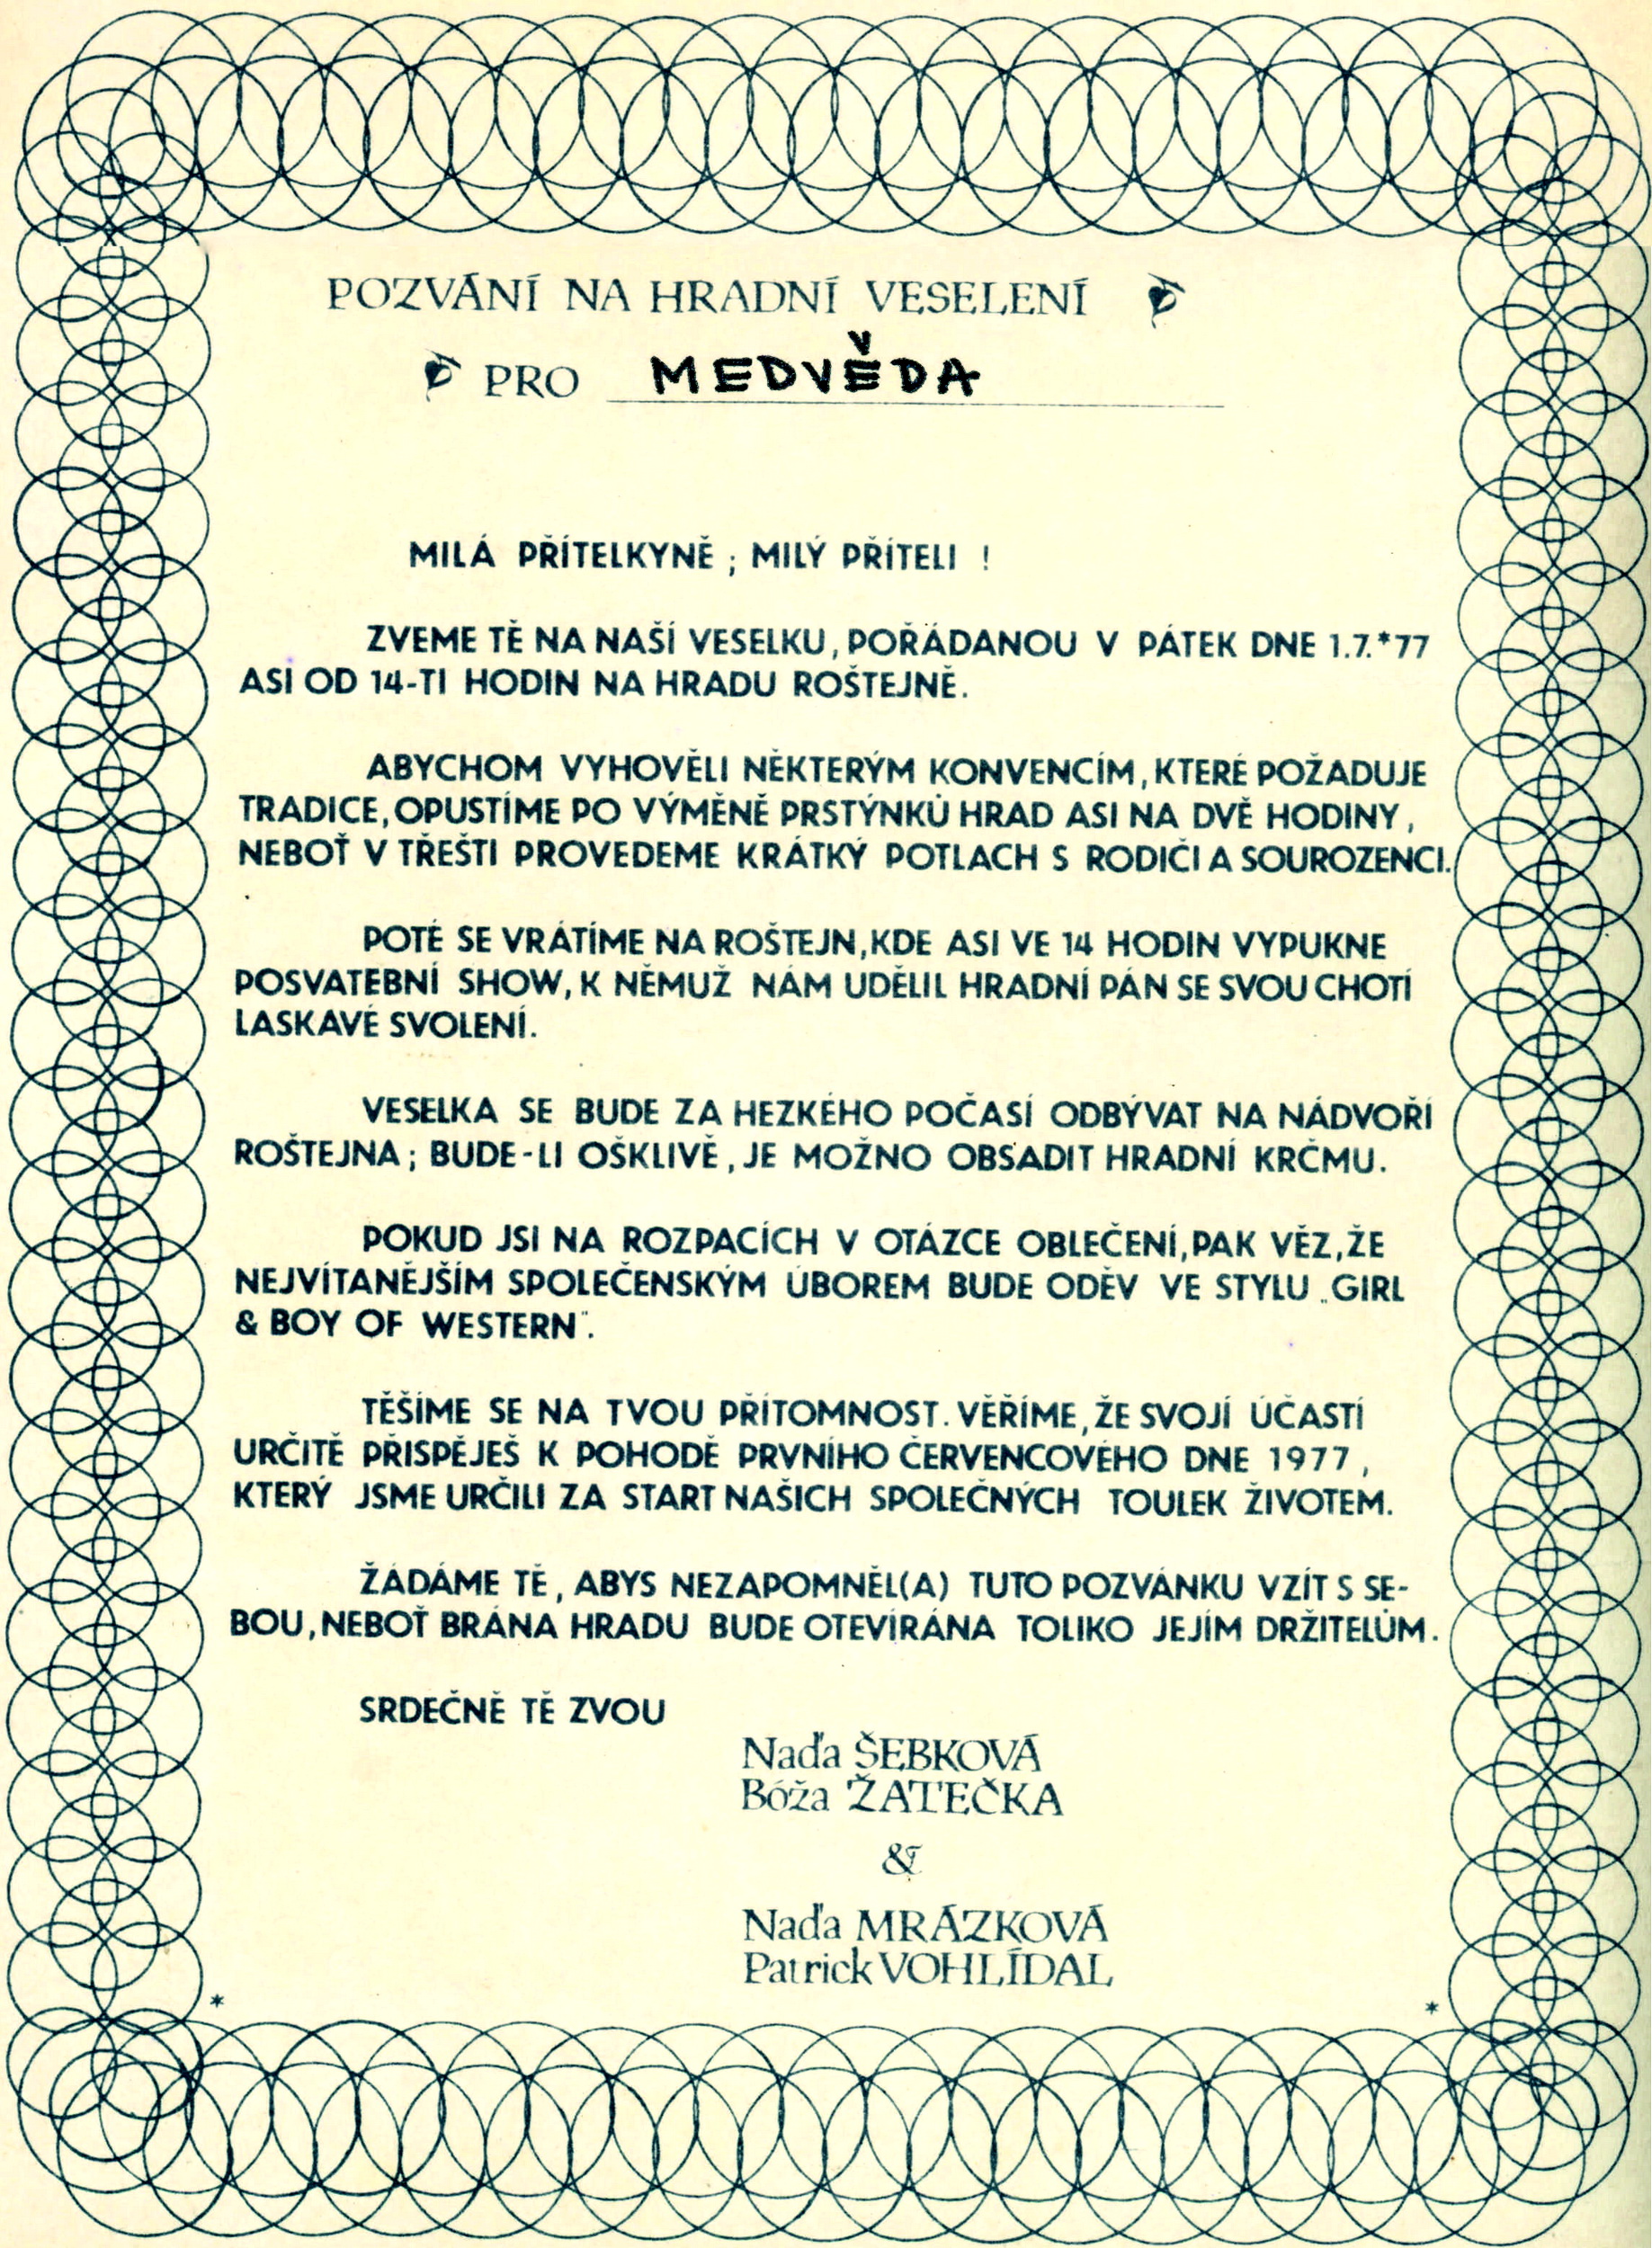 POZVÁNÍ NA HRADNÍ VESELENÍ
PRO MEDVĚDA
MILÁ PŘÍTELKYNĚ ; MILÝ PŘÍTELI !
ZVEME TĚ NA NAŠÍ VESELKU, POŘÁDANOU V PÁTEK DNE 1.7.*77
ASI OD 14-TI HODIN NA HRADU ROŠTEJNĚ.
ABYCHOM VYHOVĚLI NĚKTERÝM KONVENCÍM, KTERÉ POŽADUJE
TRADICE, OPUSTÍME PO VÝMĚNĚ PRSTÝNKŮ HRAD ASI NA DVĚ HODINY,
NEBOŤ V TŘEŠTI PROVEDEME KRÁTKÝ POTLACH S RODIČI A SOUROZENCI.
POTÉ SE VRÁTÍME NA ROŠTEJN, KDE ASI VE 14 HODIN VYPUKNE
POSVATEBNÍ SHOW, K NĚMUŽ NÁM UDĚLIL HRADNÍ PÁN SE SVOU CHOTÍ
LASKAVÉ SVOLENÍ.
VESELKA SE BUDE ZA HEZKÉHO POČASÍ ODBÝVAT NA NÁDVOŘÍ
ROŠTEJNA ; BUDE-LI OŠKLIVĚ, JE MOŽNO OBSADIT HRADNÍ KRČMU.
POKUD JSI NA ROZPACÍCH V OTÁZCE OBLEČENÍ, PAK VĚZ, ŽE
NEJVÍTANĚJŠÍM SPOLEČENSKÝM ÚBOREM BUDE ODĚV VE STYLU „GIRL
& BOY OF WESTERN".
TĚŠÍME SE NA TVOU PŘÍTOMNOST. VĚŘÍME, ŽE SVOJÍ ÚČASTÍ
URČITĚ PŘISPĚJEŠ K POHODĚ PRVNÍHO ČERVENCOVÉHO DNE 1977,
KTERÝ JSME URČILI ZA START NAŠICH SPOLEČNÝCH TOULEK ŽIVOTEM.
ŽÁDÁME TĚ, ABYS NEZAPOMNĚL(A) TUTO POZVÁNKU VZÍT S SE-
BOU, NEBOŤ BRÁNA HRADU BUDE OTEVÍRÁNA TOLIKO JEJÍM DRŽITELŮM.
SRDEČNĚ TĚ ZVOU
Naďa ŠEBKOVÁ
Bóža ŽATEČKA
&
Naďa MRÁZKOVÁ
Patrick VOHLÍDAL
* *